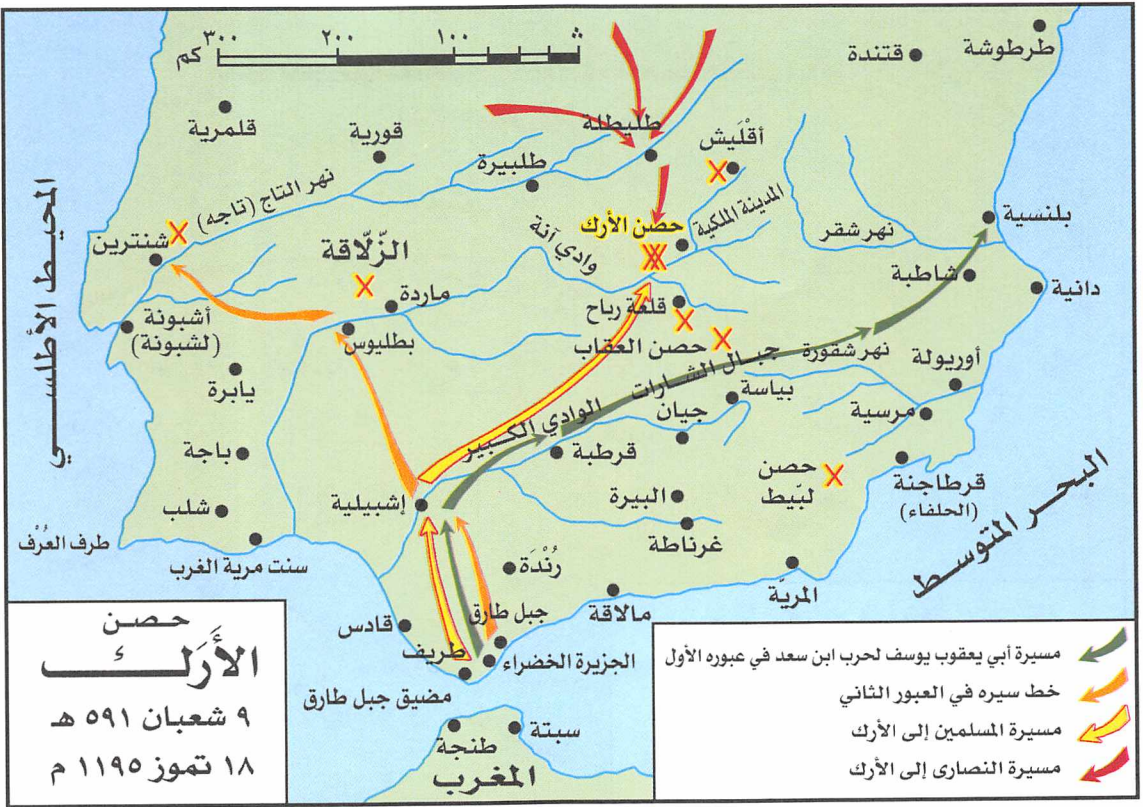 ٣٠٠ ٢٠٠ ١٠٠ ث
كم
طرطوشة
قتندة
قلمرية
قورية
طليطلة
أقْلَيش
طلبيرة
نهر التاج (تاجه)
المدينة الملكية
حصن الأرك
بلنسية
شنترين
الزّلّاقة
وادي آنة
نهر شقر
شاطبة
دانية
ماردة
قلعة رباح
أشبونة
(لشبونة)
بطليوس
حصن العقاب
جبال الشارات
نهر شقورة
أوريولة
يابرة
بياسة
مرسية
جيان
الوادي الكبير
قرطبة
باجة
حصن
لبّيط
قرطاجنة
(الحلفاء)
إشبيلية
البيرة
شلب
غرناطة
طرف العُرْف
سنت مرية الغرب
رُنْدَة
المريّة
مالاقة
جبل طارق
قادس
طريف
الجزيرة الخضراء
مضيق جبل طارق
سبتة
طنجة
المغرب
المحيط الأطلسي
البحر المتوسط
حصن
الأَرَك
٩ شعبان ٥٩١ هـ
١٨ تموز ١١٩٥ م
مسيرة أبي يعقوب يوسف لحرب ابن سعد في عبوره الأول
خط سيره في العبور الثاني
مسيرة المسلمين إلى الأرك
مسيرة النصارى إلى الأرك